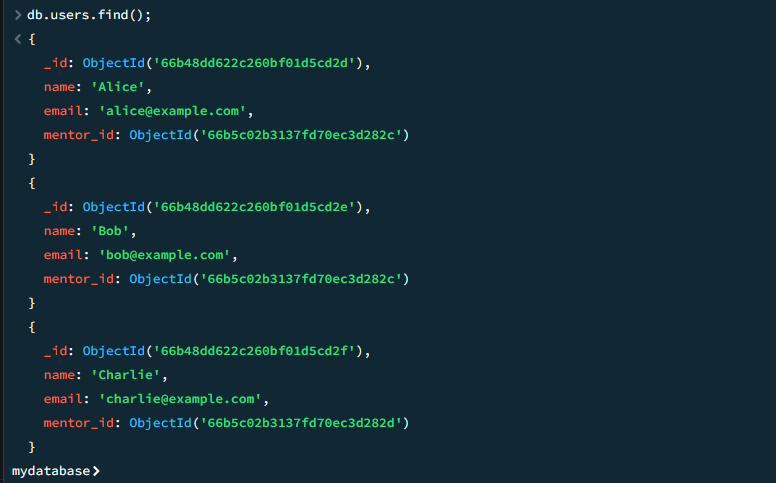 > db.users.find();
< {
_id: ObjectId('66b48dd622c260bf01d5cd2d'),
name: 'Alice',
email: 'alice@example.com',
mentor_id: ObjectId('66b5c02b3137fd70ec3d282c')
}
{
_id: ObjectId('66b48dd622c260bf01d5cd2e'),
name: 'Bob',
email: 'bob@example.com',
mentor_id: ObjectId('66b5c02b3137fd70ec3d282c')
}
{
_id: ObjectId('66b48dd622c260bf01d5cd2f'),
name: 'Charlie',
email: 'charlie@example.com',
mentor_id: ObjectId('66b5c02b3137fd70ec3d282d')
}
mydatabase>